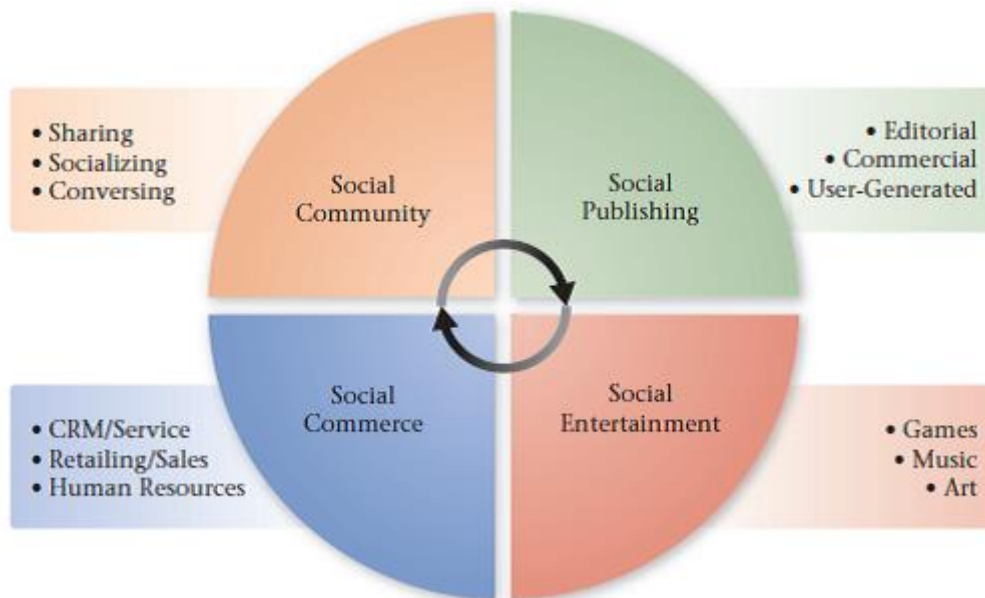 • Sharing
• Socializing
• Conversing
Social
Community
Social
Publishing
• Editorial
• Commercial
• User-Generated
• CRM/Service
• Retailing/Sales
• Human Resources
Social
Commerce
Social
Entertainment
• Games
• Music
• Art